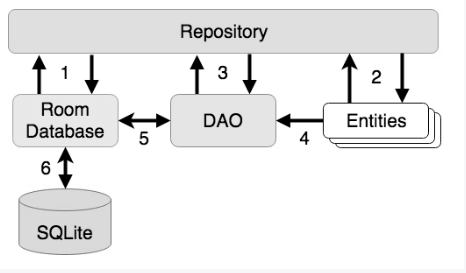 Repository
1
3
2
Room
Database
DAO
Entities
5
4
6
SQLite